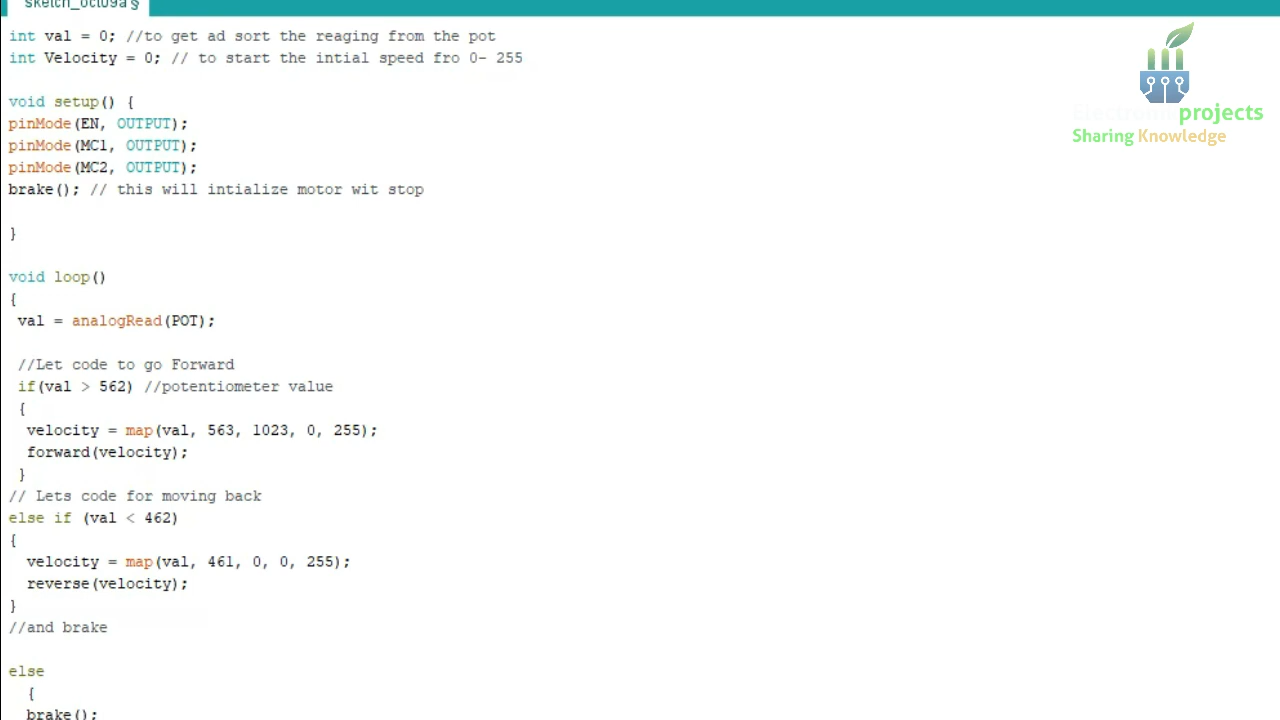 sketch_oct09a §
int val = 0; //to get ad sort the reaging from the pot
int Velocity = 0; // to start the intial speed fro 0- 255
void setup() {
pinMode(EN, OUTPUT);
pinMode(MC1, OUTPUT);
pinMode(MC2, OUTPUT);
brake(); // this will intialize motor wit stop
}
void loop()
{
val = analogRead(POT);
//Let code to go Forward
if(val > 562) //potentiometer value
{
velocity = map(val, 563, 1023, 0, 255);
forward(velocity);
}
// Lets code for moving back
else if (val < 462)
{
velocity = map(val, 461, 0, 0, 255);
reverse(velocity);
}
//and brake
else
{
brake();
Electronic projects
Sharing Knowledge